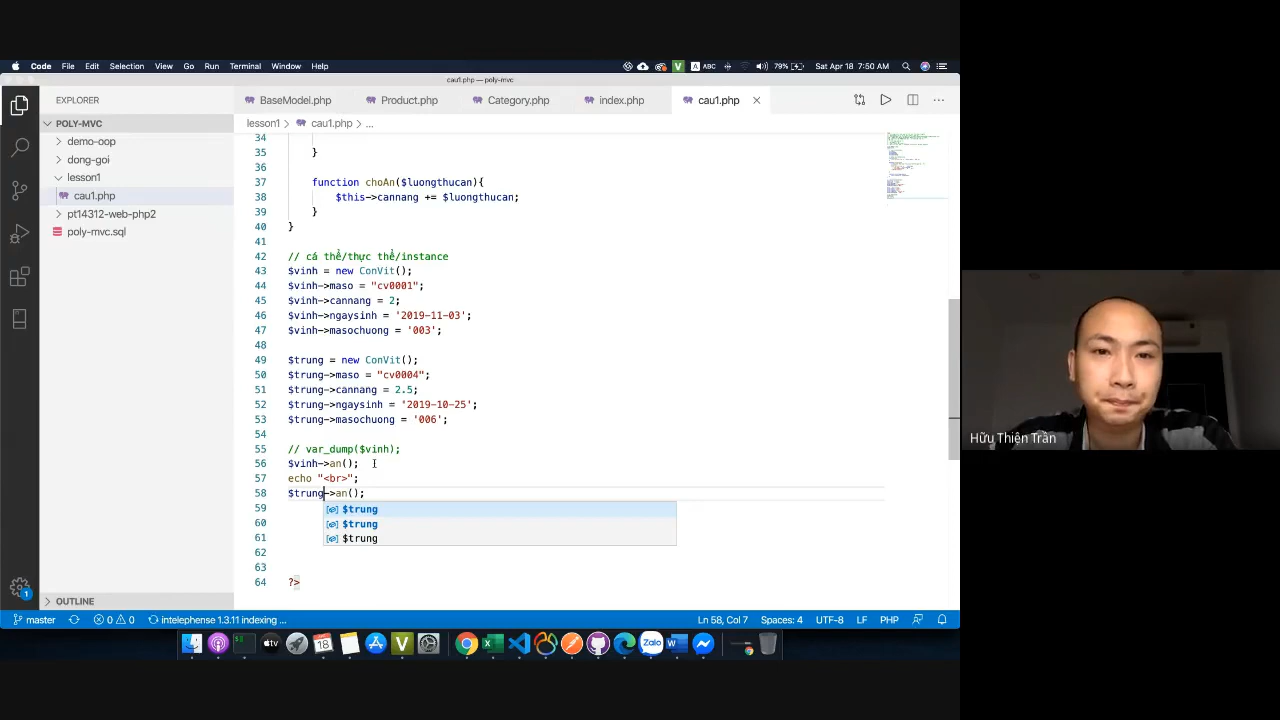 Code File Edit Selection View Go Run Terminal Window Help ABC 79% Sat Apr 18 7:50 AM
cau1.php — poly-mvc
EXPLORER
BaseModel.php Product.php Category.php index.php cau1.php
POLY-MVC
lesson1 > cau1.php > ...
demo-oop
dong-goi
lesson1
cau1.php
pt14312-web-php2
poly-mvc.sql
34
35 }
36
37 function choAn($luongthucan){
38 $this->cannang += $luongthucan;
39 }
40 }
41
42 // cá thể/thực thể/instance
43 $vinh = new ConVit();
44 $vinh->maso = "cv0001";
45 $vinh->cannang = 2;
46 $vinh->ngaysinh = '2019-11-03';
47 $vinh->masochuong = '003';
48
49 $trung = new ConVit();
50 $trung->maso = "cv0004";
51 $trung->cannang = 2.5;
52 $trung->ngaysinh = '2019-10-25';
53 $trung->masochuong = '006';
54
55 // var_dump($vinh);
56 $vinh->an();
57 echo "<br>";
58 $trung->an();
59 $trung
60 $trung
61 $trung
62
63
64 ?>
OUTLINE
master 0 0 intelephense 1.3.11 indexing ... Ln 58, Col 7 Spaces: 4 UTF-8 LF PHP
Hữu Thiện Trần